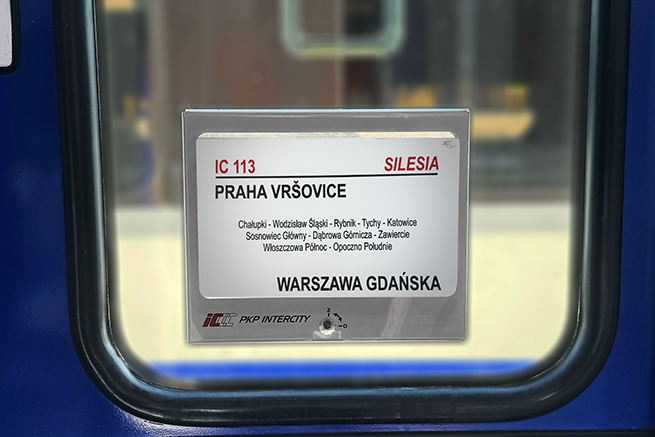 IC 113 SILESIA
PRAHA VRŠOVICE
Chałupki - Wodzisław Śląski - Rybnik - Tychy - Katowice
Sosnowiec Główny - Dąbrowa Górnicza - Zawiercie
Włoszczowa Północ - Opoczno Południe
WARSZAWA GDAŃSKA
IC PKP INTERCITY
Z
O